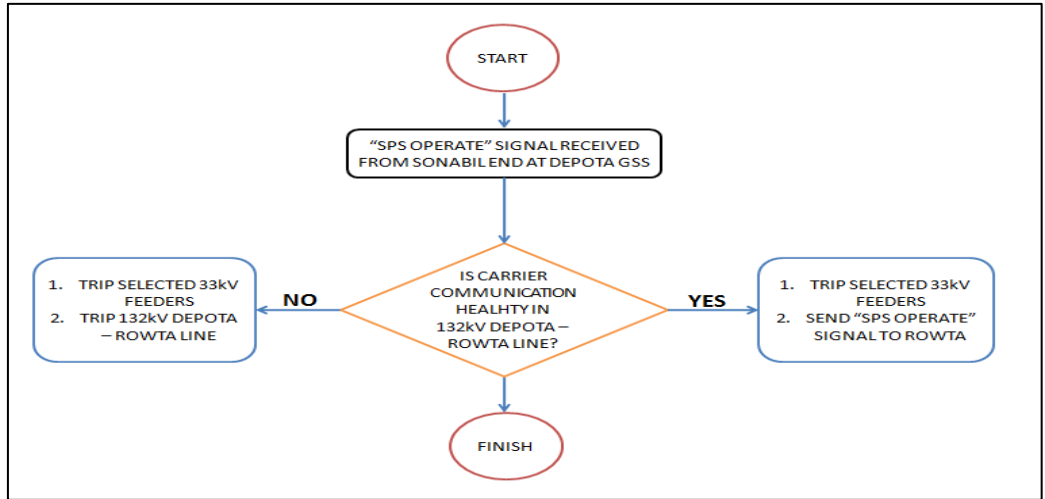 START
“SPS OPERATE” SIGNAL RECEIVED
FROM SONABIL END AT DEPOTA GSS
IS CARRIER
COMMUNICATION
HEALHTY IN
132kV DEPOTA –
ROWTA LINE?
NO
1. TRIP SELECTED 33kV
FEEDERS
2. TRIP 132kV DEPOTA
– ROWTA LINE
YES
1. TRIP SELECTED 33kV
FEEDERS
2. SEND “SPS OPERATE”
SIGNAL TO ROWTA
FINISH